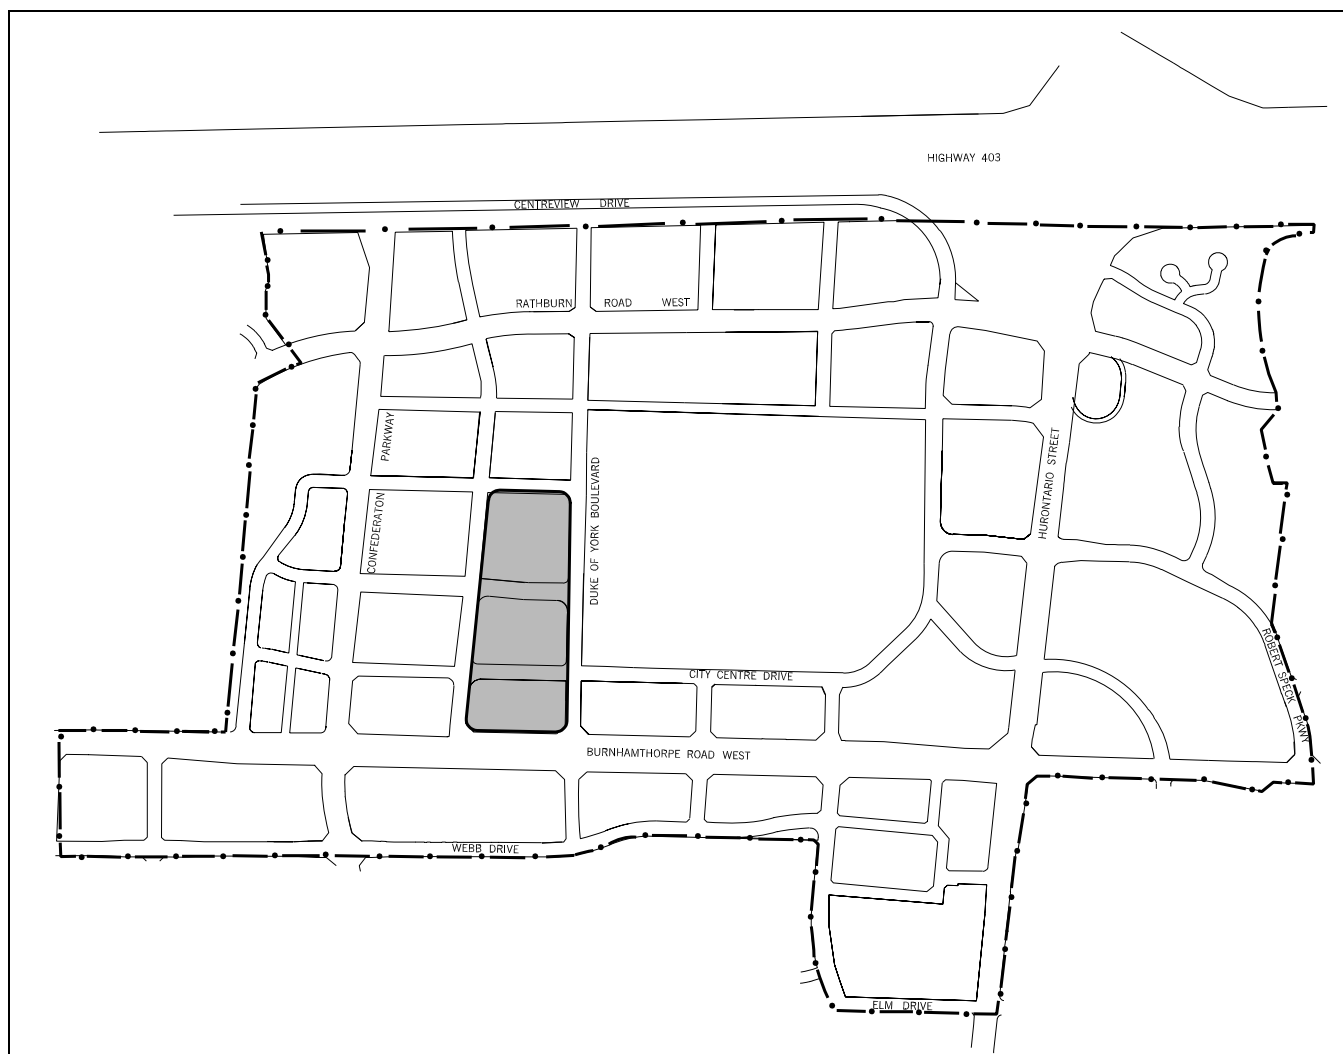 HIGHWAY 403
CENTREVIEW DRIVE
RATHBURN ROAD WEST
PARKWAY
CONFEDERATON
DUKE OF YORK BOULEVARD
HURONTARIO STREET
ROBERT SPECK PKWY
CITY CENTRE DRIVE
BURNHAMTHORPE ROAD WEST
WEBB DRIVE
ELM DRIVE